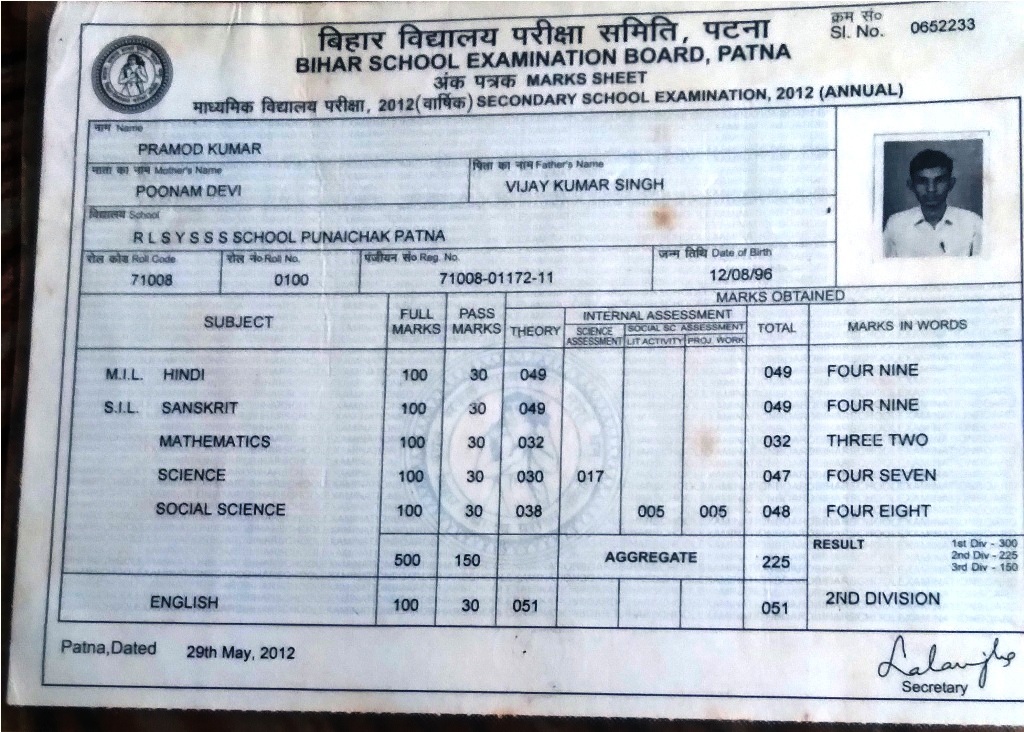 क्रम सं०
Sl. No. 0652233
बिहार विद्यालय परीक्षा समिति, पटना
BIHAR SCHOOL EXAMINATION BOARD, PATNA
अंक पत्रक MARKS SHEET
माध्यमिक विद्यालय परीक्षा, 2012(वार्षिक) SECONDARY SCHOOL EXAMINATION, 2012 (ANNUAL)
नाम Name
PRAMOD KUMAR
माता का नाम Mother's Name पिता का नाम Father's Name
POONAM DEVI VIJAY KUMAR SINGH
विद्यालय School
R L S Y S S S SCHOOL PUNAICHAK PATNA
रोल कोड Roll Code रोल नं० Roll No. पंजीयन सं० Reg. No. जन्म तिथि Date of Birth
71008 0100 71008-01172-11 12/08/96
MARKS OBTAINED
SUBJECT FULL MARKS PASS MARKS THEORY INTERNAL ASSESSMENT TOTAL MARKS IN WORDS
SCIENCE ASSESSMENT SOCIAL SC ASSESSMENT
LIT ACTIVITY PROJ. WORK
M.I.L. HINDI 100 30 049 049 FOUR NINE
S.I.L. SANSKRIT 100 30 049 049 FOUR NINE
MATHEMATICS 100 30 032 032 THREE TWO
SCIENCE 100 30 030 017 047 FOUR SEVEN
SOCIAL SCIENCE 100 30 038 005 005 048 FOUR EIGHT
500 150 AGGREGATE 225 RESULT 1st Div - 300
2nd Div - 225
3rd Div - 150
ENGLISH 100 30 051 051 2ND DIVISION
Patna,Dated 29th May, 2012
Secretary